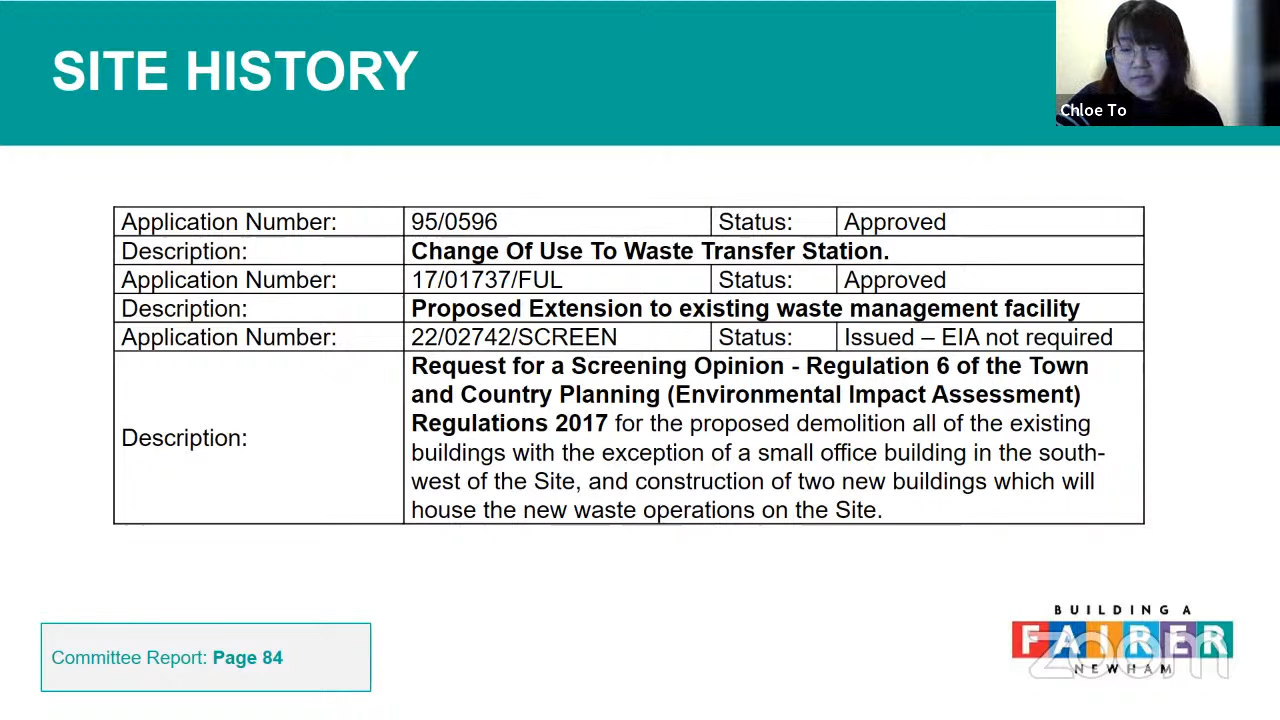 SITE HISTORY
Chloe To
Application Number: 95/0596 Status: Approved
Description: Change Of Use To Waste Transfer Station.
Application Number: 17/01737/FUL Status: Approved
Description: Proposed Extension to existing waste management facility
Application Number: 22/02742/SCREEN Status: Issued – EIA not required
Description:
Request for a Screening Opinion - Regulation 6 of the Town
and Country Planning (Environmental Impact Assessment)
Regulations 2017 for the proposed demolition all of the existing
buildings with the exception of a small office building in the south-
west of the Site, and construction of two new buildings which will
house the new waste operations on the Site.
Committee Report: Page 84
BUILDING A
FAIRER
zoom
NEWHAM